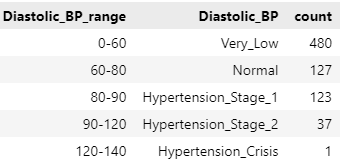 Diastolic_BP_range Diastolic_BP count
0-60 Very_Low 480
60-80 Normal 127
80-90 Hypertension_Stage_1 123
90-120 Hypertension_Stage_2 37
120-140 Hypertension_Crisis 1